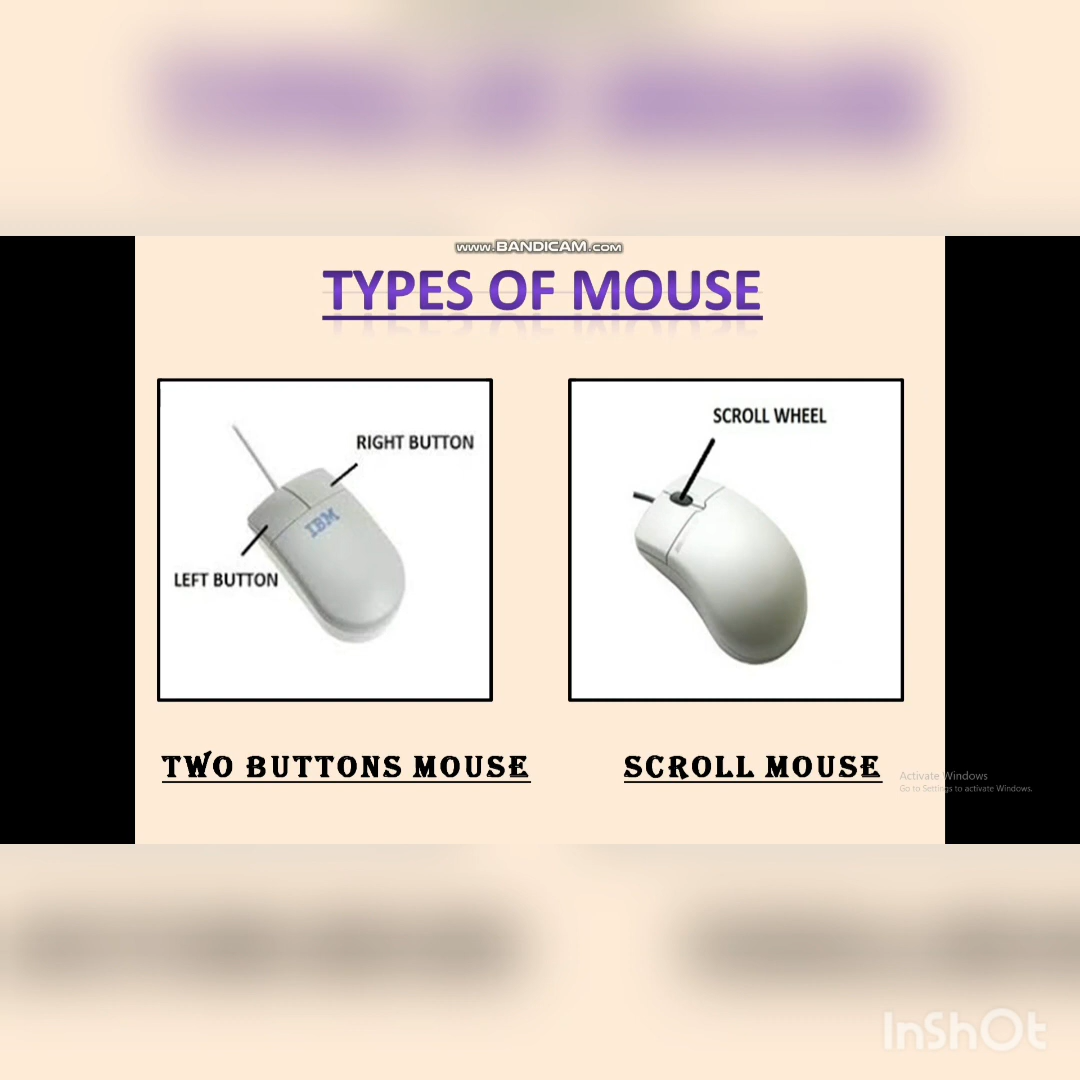 www.BANDICAM.com
TYPES OF MOUSE
RIGHT BUTTON
IBM
LEFT BUTTON
SCROLL WHEEL
TWO BUTTONS MOUSE
SCROLL MOUSE
Activate Windows
Go to Settings to activate Windows.
InShOt